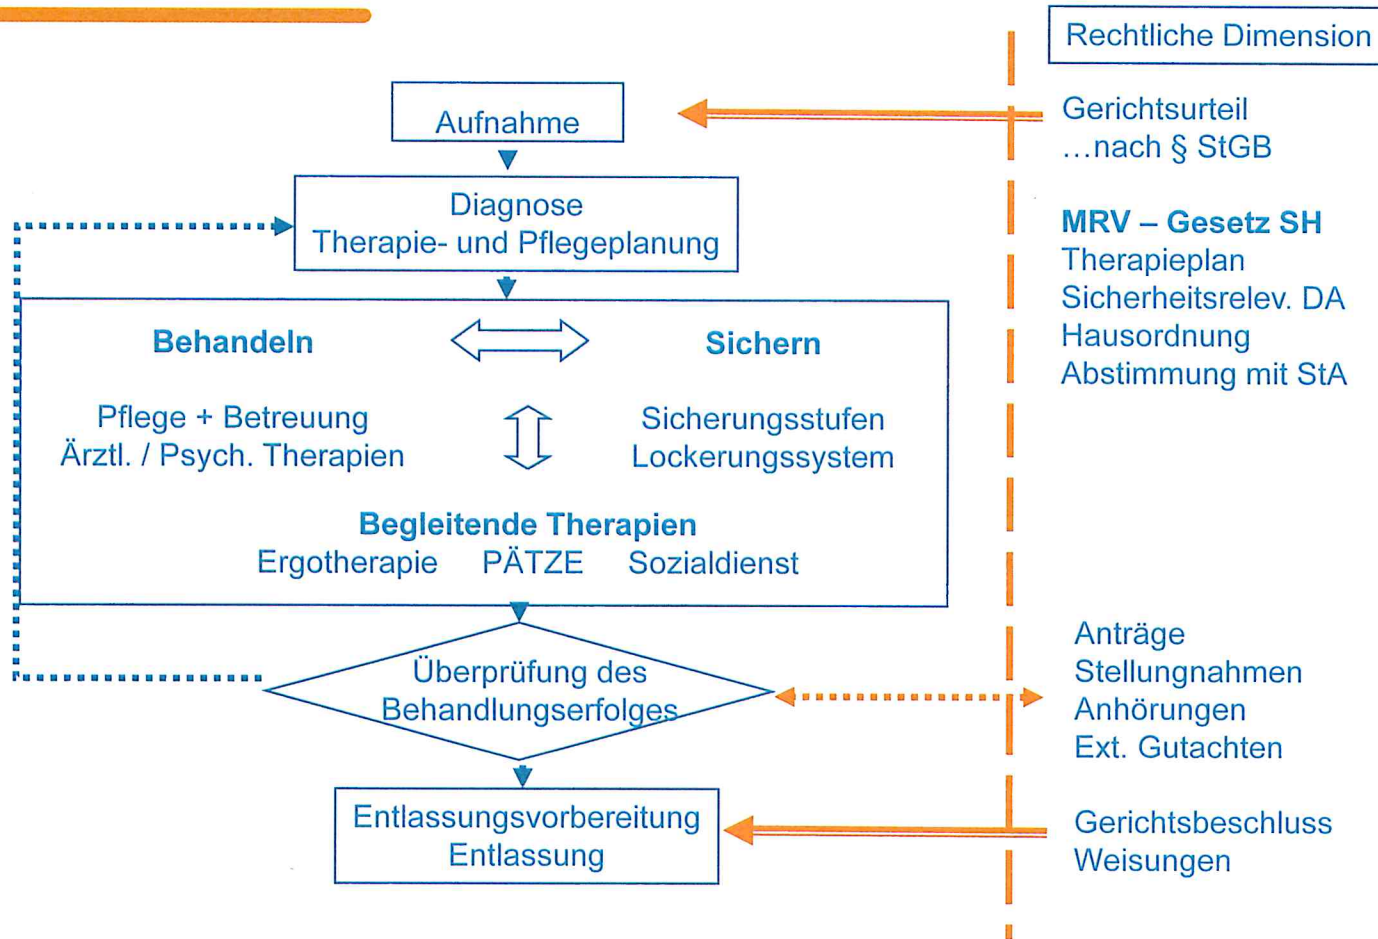 Rechtliche Dimension
Aufnahme
Gerichtsurteil
...nach § StGB
Diagnose
Therapie- und Pflegeplanung
MRV – Gesetz SH
Therapieplan
Sicherheitsrelev. DA
Hausordnung
Abstimmung mit StA
Behandeln
Sichern
Pflege + Betreuung
Ärztl. / Psych. Therapien
Sicherungsstufen
Lockerungssystem
Begleitende Therapien
Ergotherapie PÄTZE Sozialdienst
Überprüfung des
Behandlungserfolges
Anträge
Stellungnahmen
Anhörungen
Ext. Gutachten
Entlassungsvorbereitung
Entlassung
Gerichtsbeschluss
Weisungen